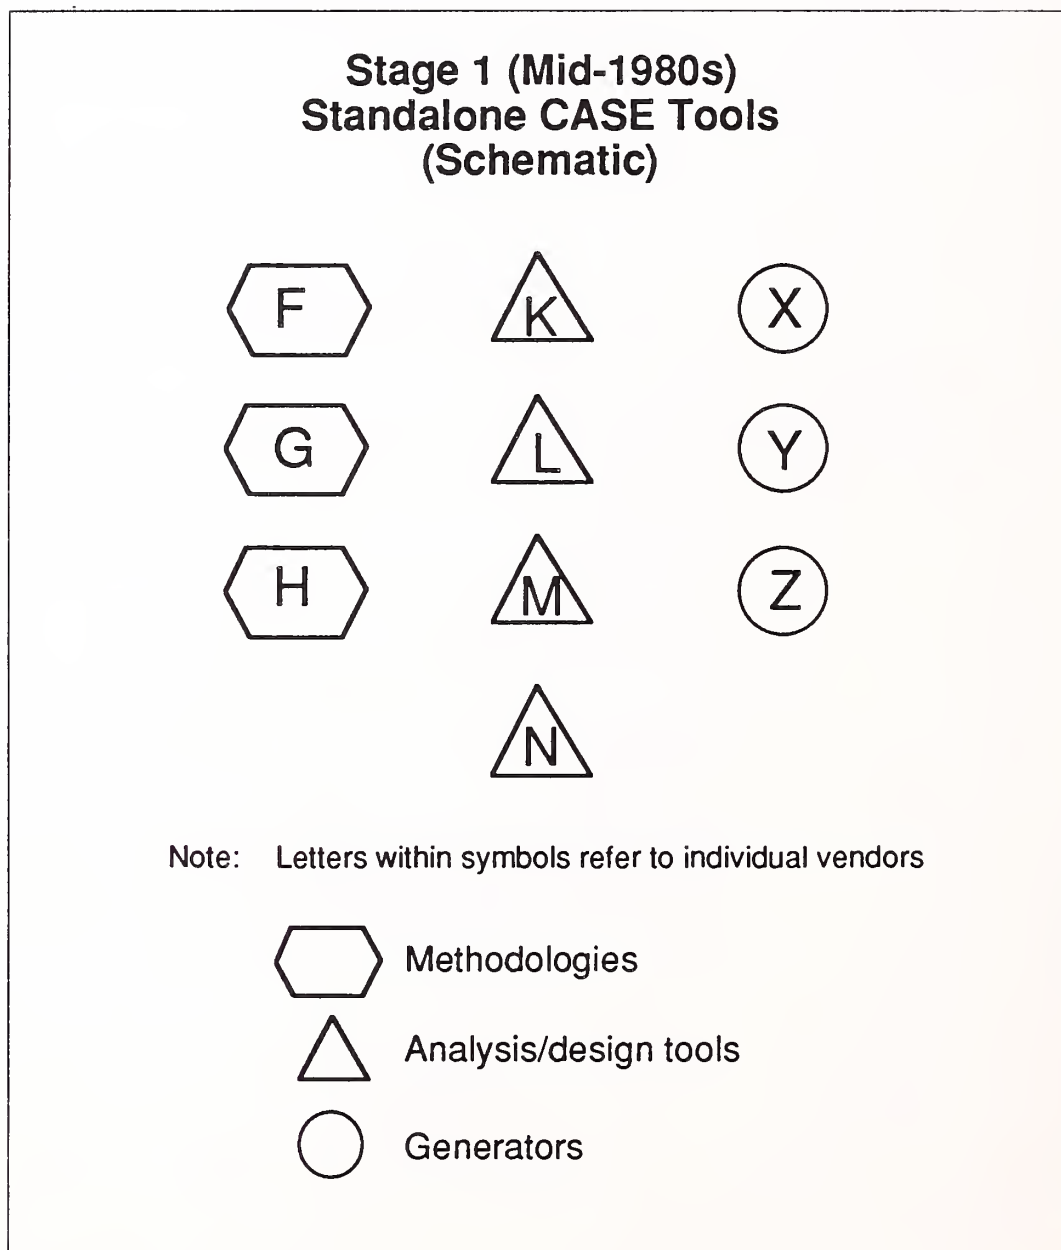 Stage 1 (Mid-1980s)
Standalone CASE Tools
(Schematic)
F K X
G L Y
H M Z
N
Note: Letters within symbols refer to individual vendors
Methodologies
Analysis/design tools
Generators